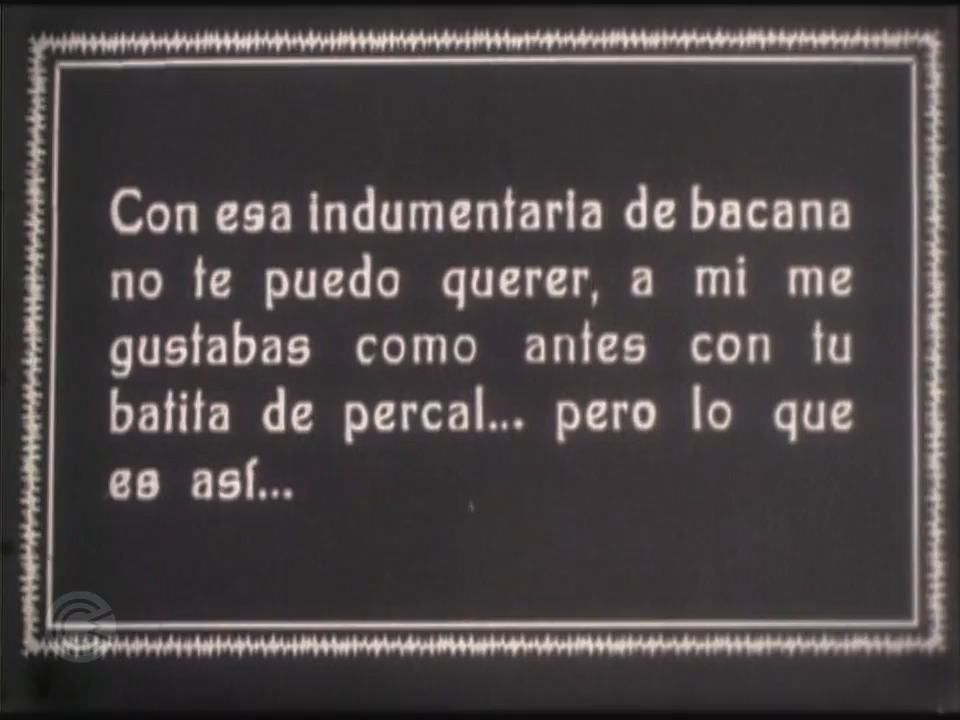 Con esa indumentaria de bacana
no te puedo querer, a mi me
gustabas como antes con tu
batita de percal... pero lo que
es así...